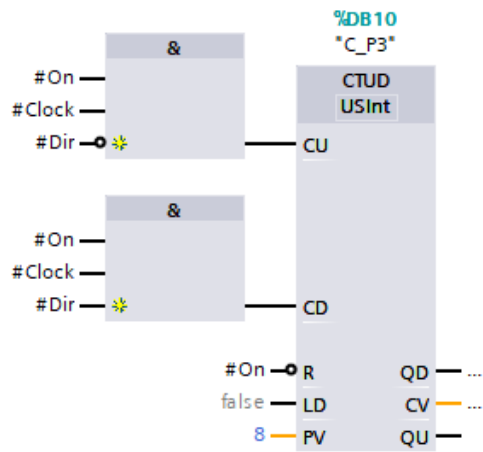 %DB10
"C_P3"
&
CTUD
USInt
#On
#Clock
#Dir
CU
&
#On
#Clock
#Dir
CD
#On R QD ...
false LD CV ...
8 PV QU